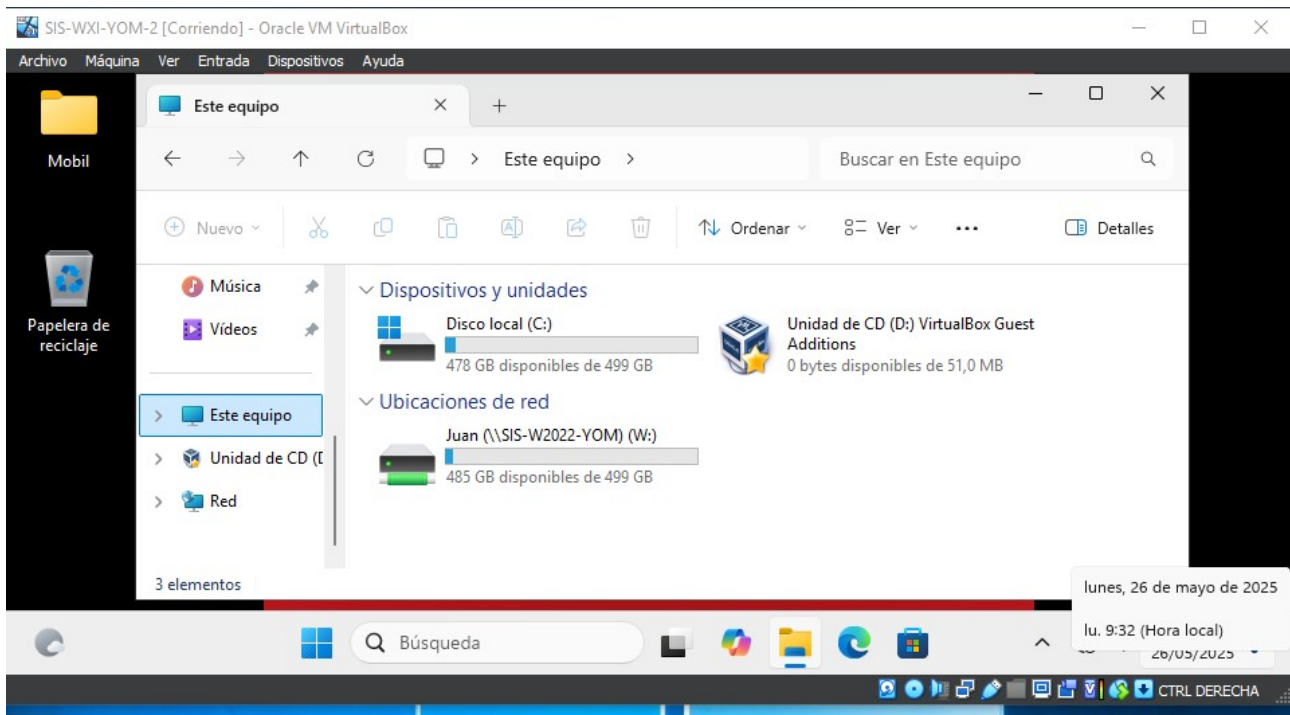 SIS-WXI-YOM-2 [Corriendo] - Oracle VM VirtualBox
Archivo Máquina Ver Entrada Dispositivos Ayuda
Mobil
Papelera de
reciclaje
Este equipo
Este equipo
Buscar en Este equipo
Nuevo
Ordenar
Ver
Detalles
Música
Vídeos
Este equipo
Unidad de CD (D
Red
Dispositivos y unidades
Disco local (C:)
478 GB disponibles de 499 GB
Unidad de CD (D:) VirtualBox Guest
Additions
0 bytes disponibles de 51,0 MB
Ubicaciones de red
Juan (\\SIS-W2022-YOM) (W:)
485 GB disponibles de 499 GB
3 elementos
lunes, 26 de mayo de 2025
lu. 9:32 (Hora local)
Búsqueda
26/05/2025
CTRL DERECHA